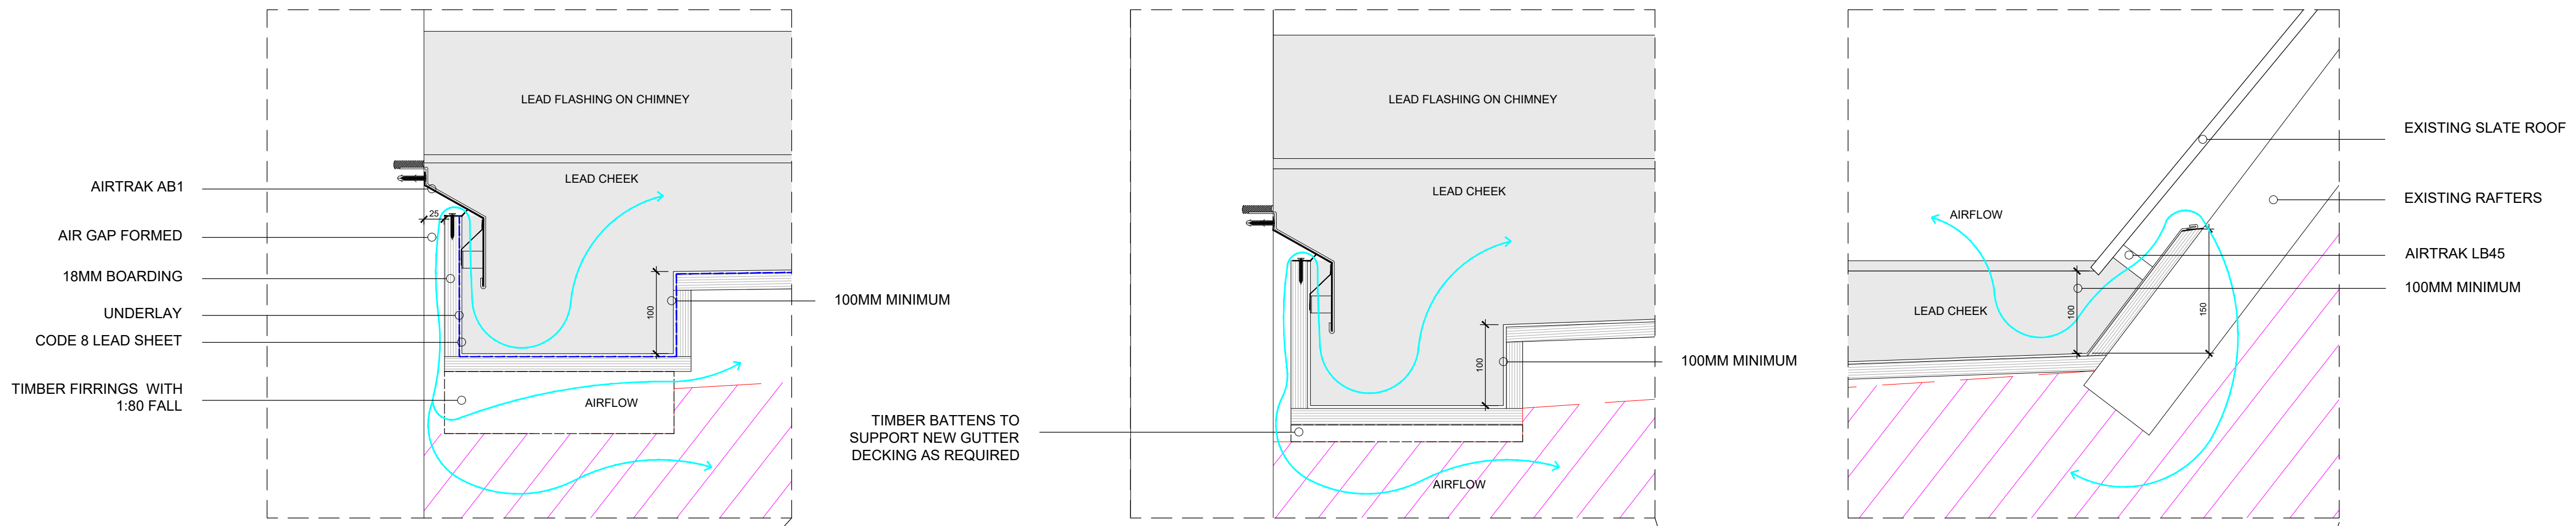 LEAD FLASHING ON CHIMNEY
LEAD CHEEK
AIRTRAK AB1
25
AIR GAP FORMED
18MM BOARDING
UNDERLAY
CODE 8 LEAD SHEET
TIMBER FIRRINGS WITH
1:80 FALL
100
100MM MINIMUM
AIRFLOW
LEAD FLASHING ON CHIMNEY
LEAD CHEEK
100
100MM MINIMUM
TIMBER BATTENS TO
SUPPORT NEW GUTTER
DECKING AS REQUIRED
AIRFLOW
EXISTING SLATE ROOF
EXISTING RAFTERS
AIRFLOW
AIRTRAK LB45
100MM MINIMUM
LEAD CHEEK
100
150